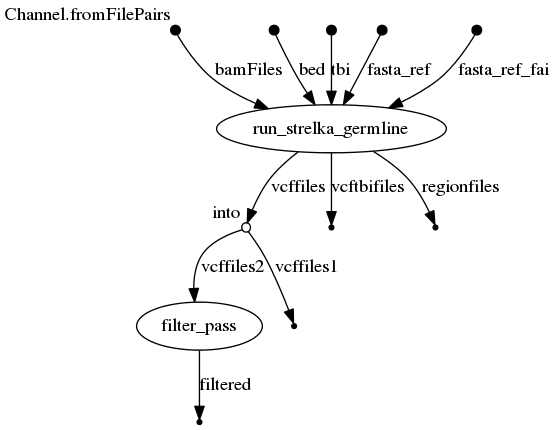 Channel.fromFilePairs
bamFiles
bed
tbi
fasta_ref
fasta_ref_fai
run_strelka_germline
vcffiles
vcftbifiles
regionfiles
into
vcffiles2
vcffiles1
filter_pass
filtered